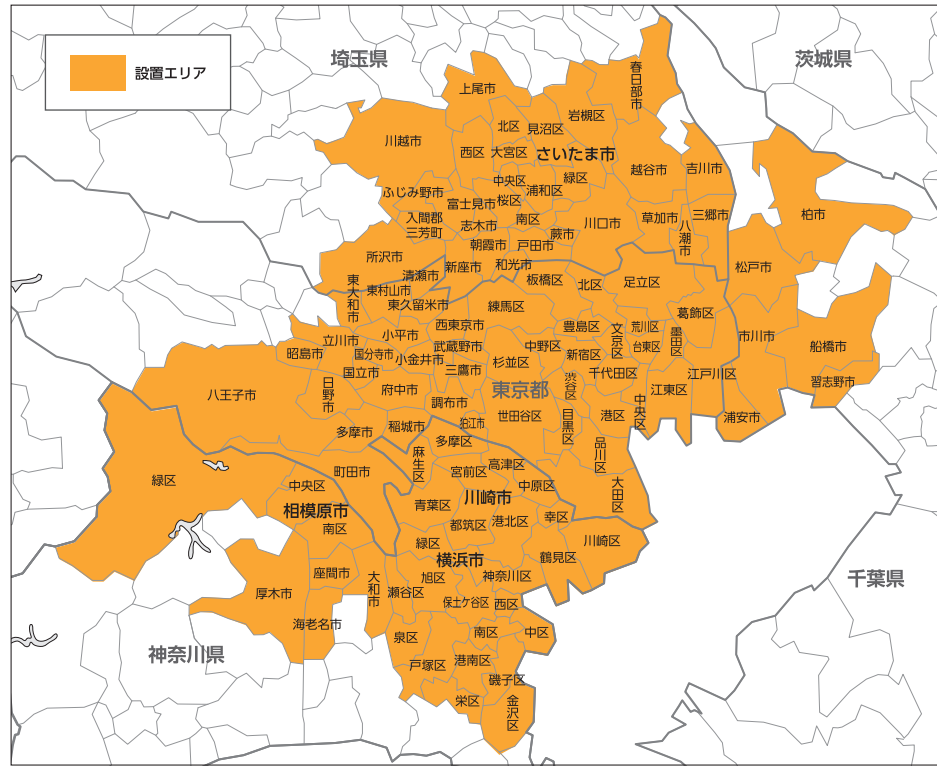 設置エリア
埼玉県
茨城県
春日部市
上尾市
岩槻区
北区
見沼区
川越市
西区
大宮区
さいたま市
越谷市
吉川市
中央区
緑区
浦和区
ふじみ野市
富士見市
桜区
入間郡
三芳町
志木市
南区
川口市
草加市
八潮市
三郷市
柏市
蕨市
朝霞市
戸田市
所沢市
新座市
和光市
松戸市
清瀬市
東大和市
東村山市
東久留米市
板橋区
北区
足立区
練馬区
葛飾区
西東京市
豊島区
文京区
荒川区
墨田区
市川市
立川市
小平市
武蔵野市
中野区
台東区
船橋市
昭島市
国分寺市
小金井市
杉並区
新宿区
国立市
三鷹市
千代田区
江戸川区
習志野市
八王子市
日野市
府中市
東京都
渋谷区
江東区
調布市
世田谷区
目黒区
港区
中央区
浦安市
多摩市
稲城市
狛江市
多摩区
品川区
麻生区
緑区
町田市
宮前区
高津区
中央区
中原区
大田区
相模原市
青葉区
川崎市
南区
都筑区
港北区
幸区
緑区
川崎区
横浜市
鶴見区
座間市
大和市
旭区
神奈川区
千葉県
厚木市
瀬谷区
保土ケ谷区
西区
海老名市
泉区
南区
中区
神奈川県
戸塚区
港南区
磯子区
栄区
金沢区